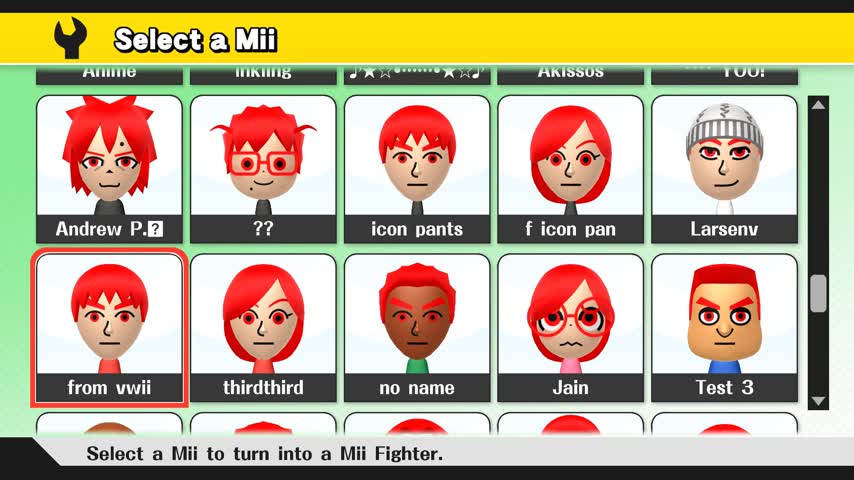 Select a Mii
Anime
Inkling
♪★☆•·······•★☆♪
Akissos
YOO!
Andrew P.
??
icon pants
f icon pan
Larsenv
from vwii
thirdthird
no name
Jain
Test 3
Select a Mii to turn into a Mii Fighter.